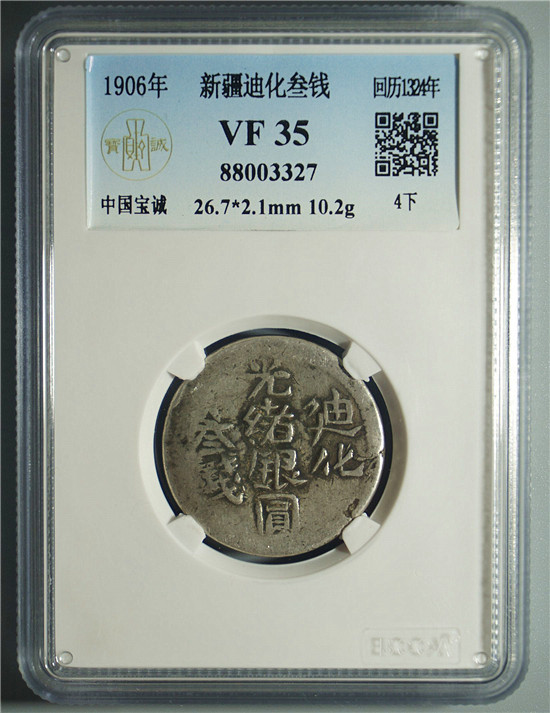 1906年 新疆迪化叁钱 回历1324年
VF 35
寶 誠
88003327
中国宝诚 26.7*2.1mm 10.2g 4下
迪化
光緒銀圓
叁錢